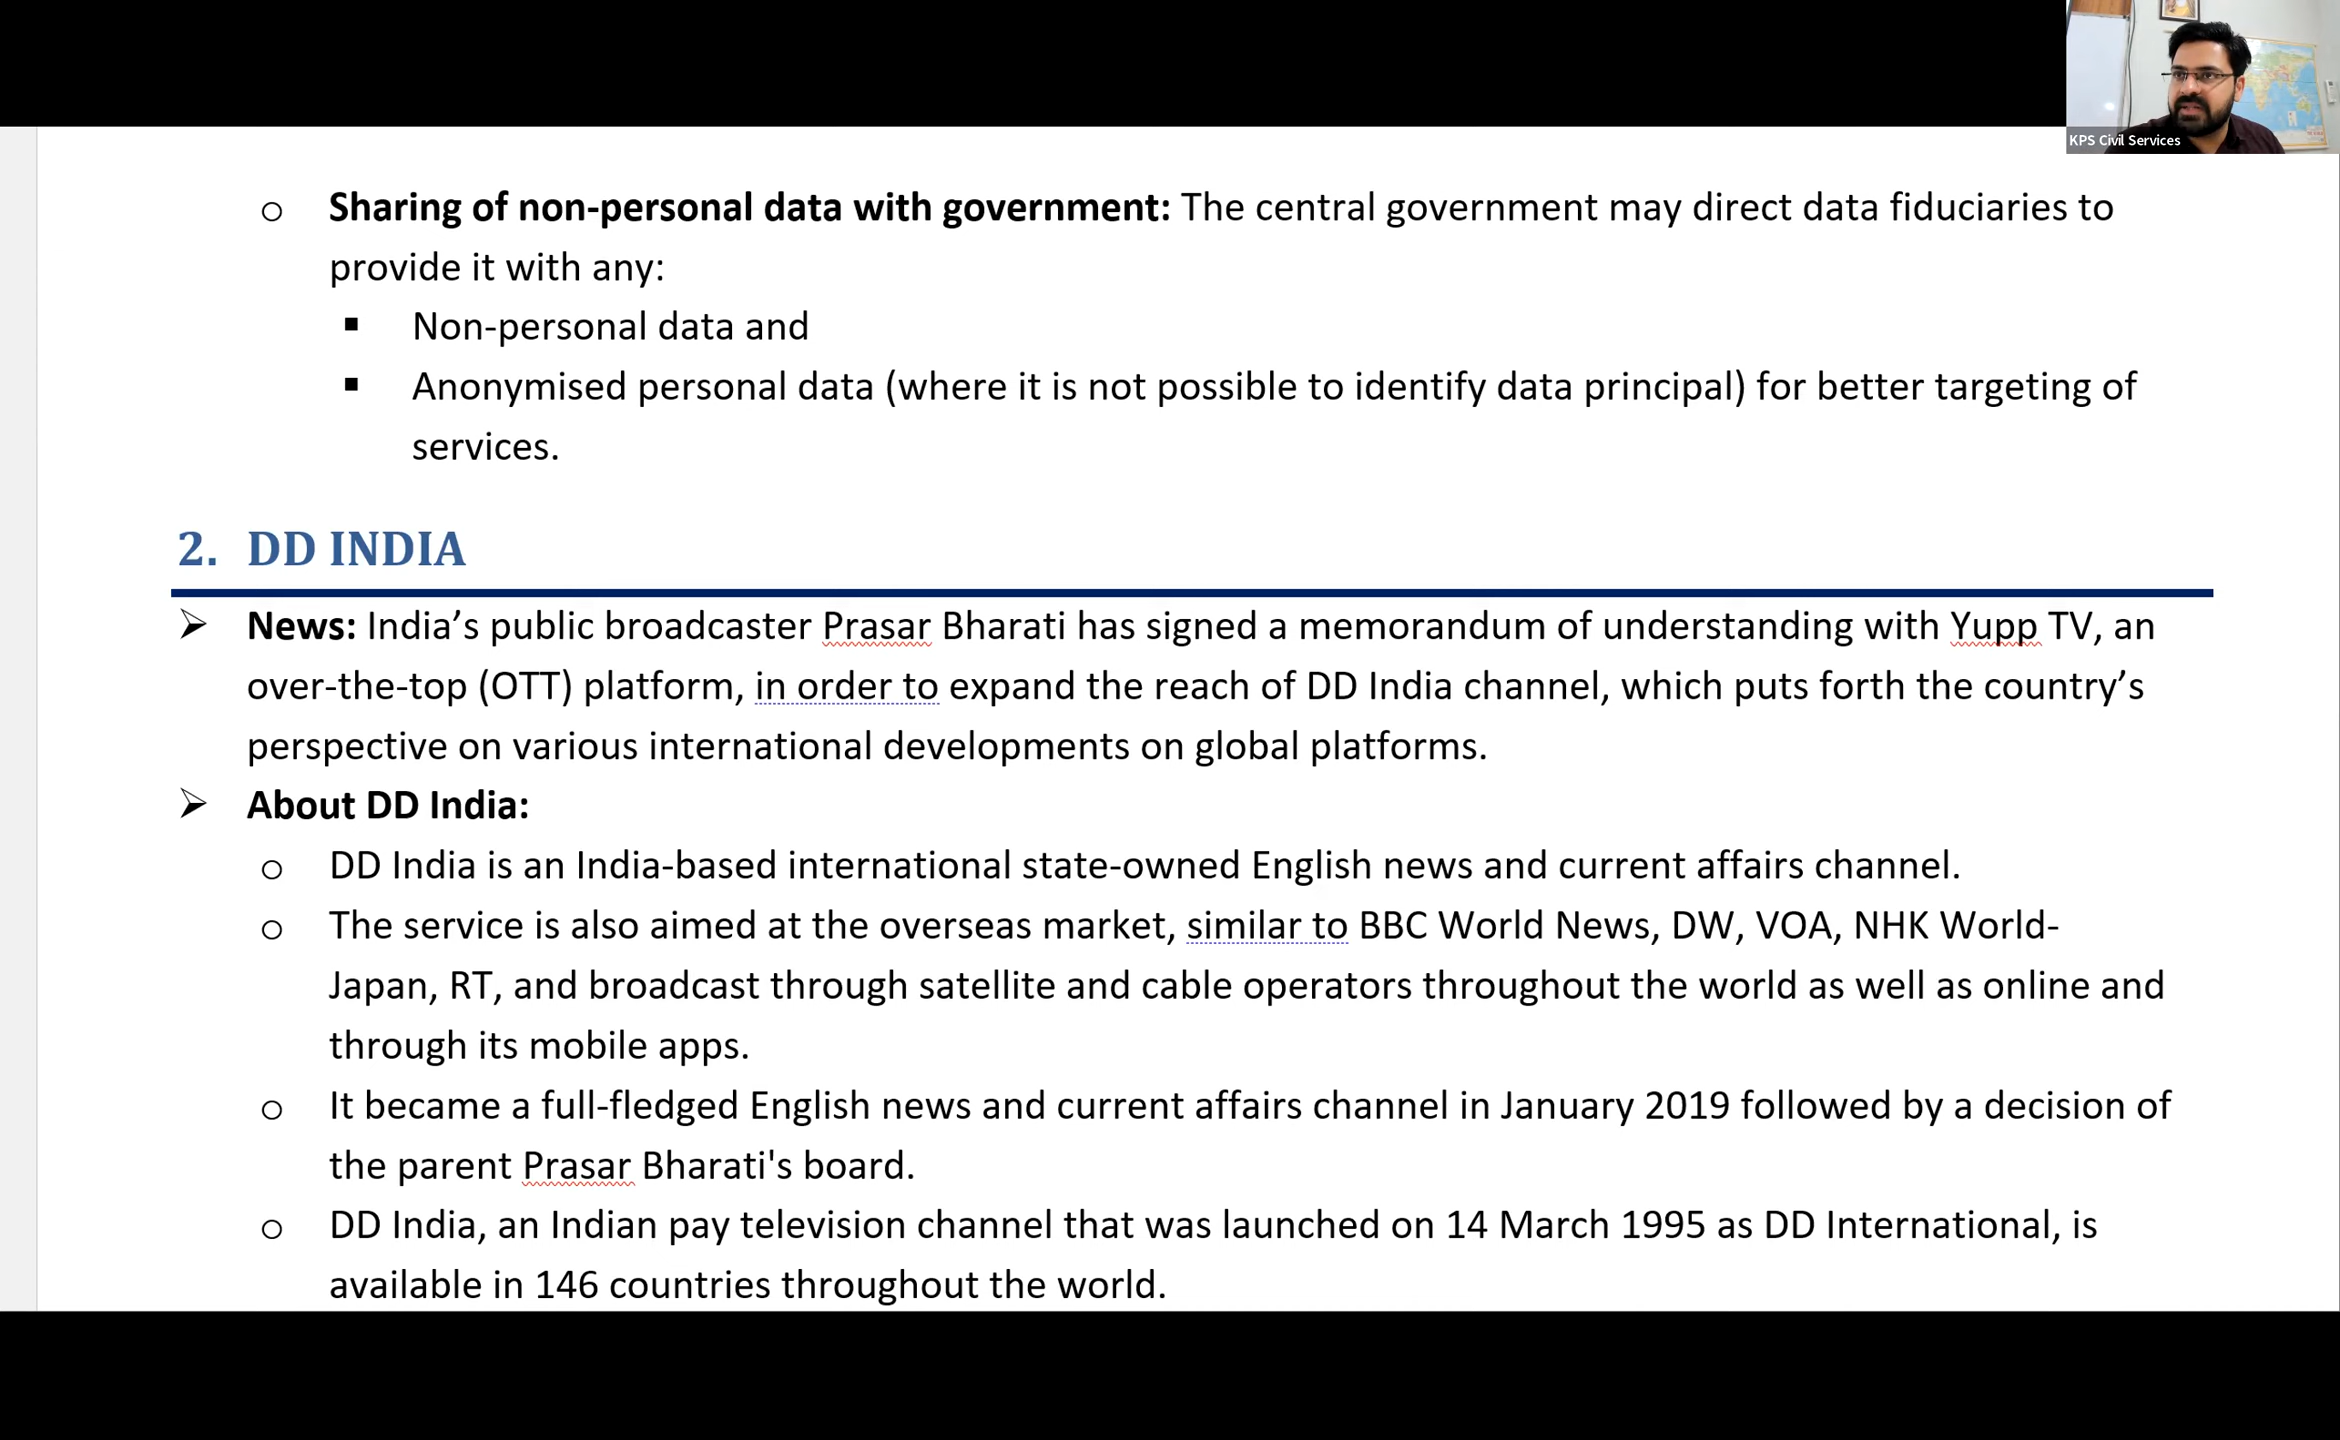 KPS Civil Services
o Sharing of non-personal data with government: The central government may direct data fiduciaries to
provide it with any:
▪ Non-personal data and
▪ Anonymised personal data (where it is not possible to identify data principal) for better targeting of
services.
2. DD INDIA
➢ News: India’s public broadcaster Prasar Bharati has signed a memorandum of understanding with Yupp TV, an
over-the-top (OTT) platform, in order to expand the reach of DD India channel, which puts forth the country’s
perspective on various international developments on global platforms.
➢ About DD India:
o DD India is an India-based international state-owned English news and current affairs channel.
o The service is also aimed at the overseas market, similar to BBC World News, DW, VOA, NHK World-
Japan, RT, and broadcast through satellite and cable operators throughout the world as well as online and
through its mobile apps.
o It became a full-fledged English news and current affairs channel in January 2019 followed by a decision of
the parent Prasar Bharati's board.
o DD India, an Indian pay television channel that was launched on 14 March 1995 as DD International, is
available in 146 countries throughout the world.